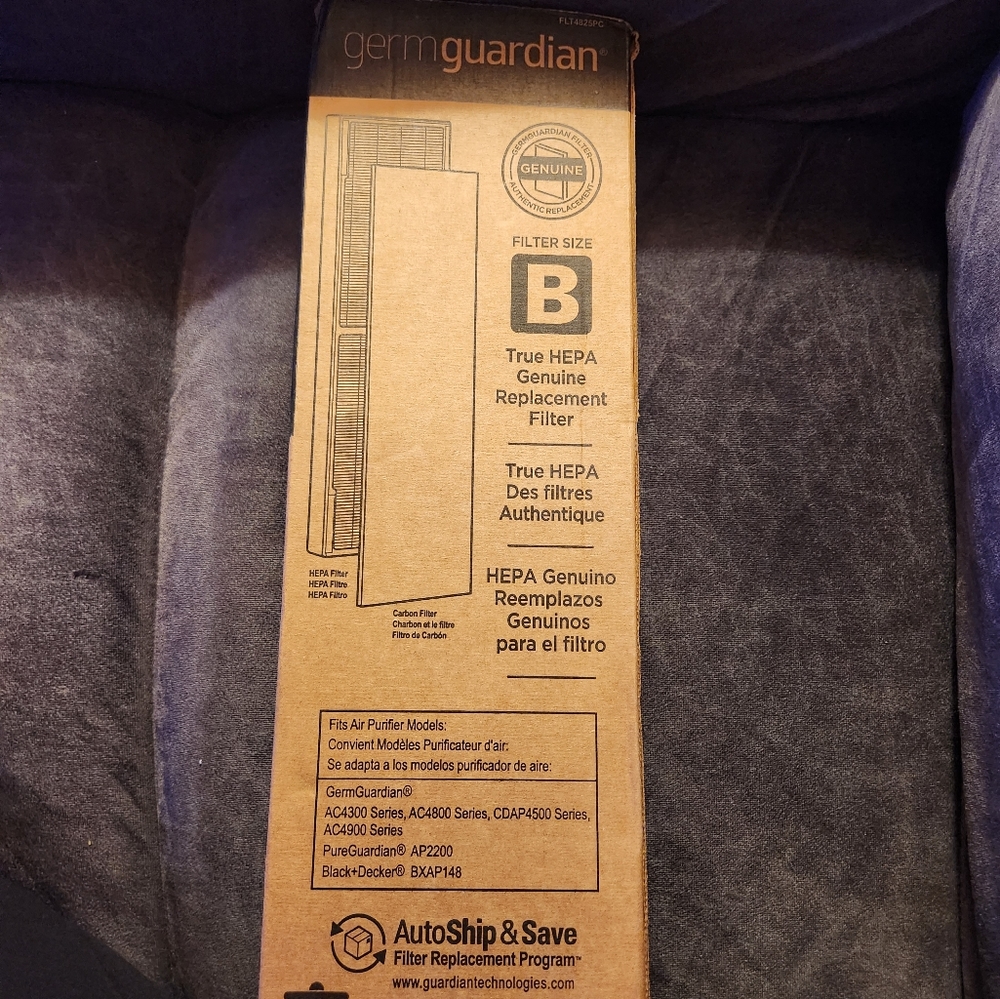 FLT4825PC
germguardian®
GERMGUARDIAN FILTER
GENUINE
AUTHENTIC REPLACEMENT
FILTER SIZE
B
True HEPA
Genuine
Replacement
Filter
True HEPA
Des filtres
Authentique
HEPA Genuino
Reemplazos
Genuinos
para el filtro
HEPA Filter
HEPA Filtre
HEPA Filtro
Carbon Filter
Charbon et le filtre
Filtro de Carbón
Fits Air Purifier Models:
Convient Modèles Purificateur d'air:
Se adapta a los modelos purificador de aire:
GermGuardian®
AC4300 Series, AC4800 Series, CDAP4500 Series,
AC4900 Series
PureGuardian® AP2200
Black+Decker® BXAP148
AutoShip & Save
Filter Replacement Program™
www.guardiantechnologies.com